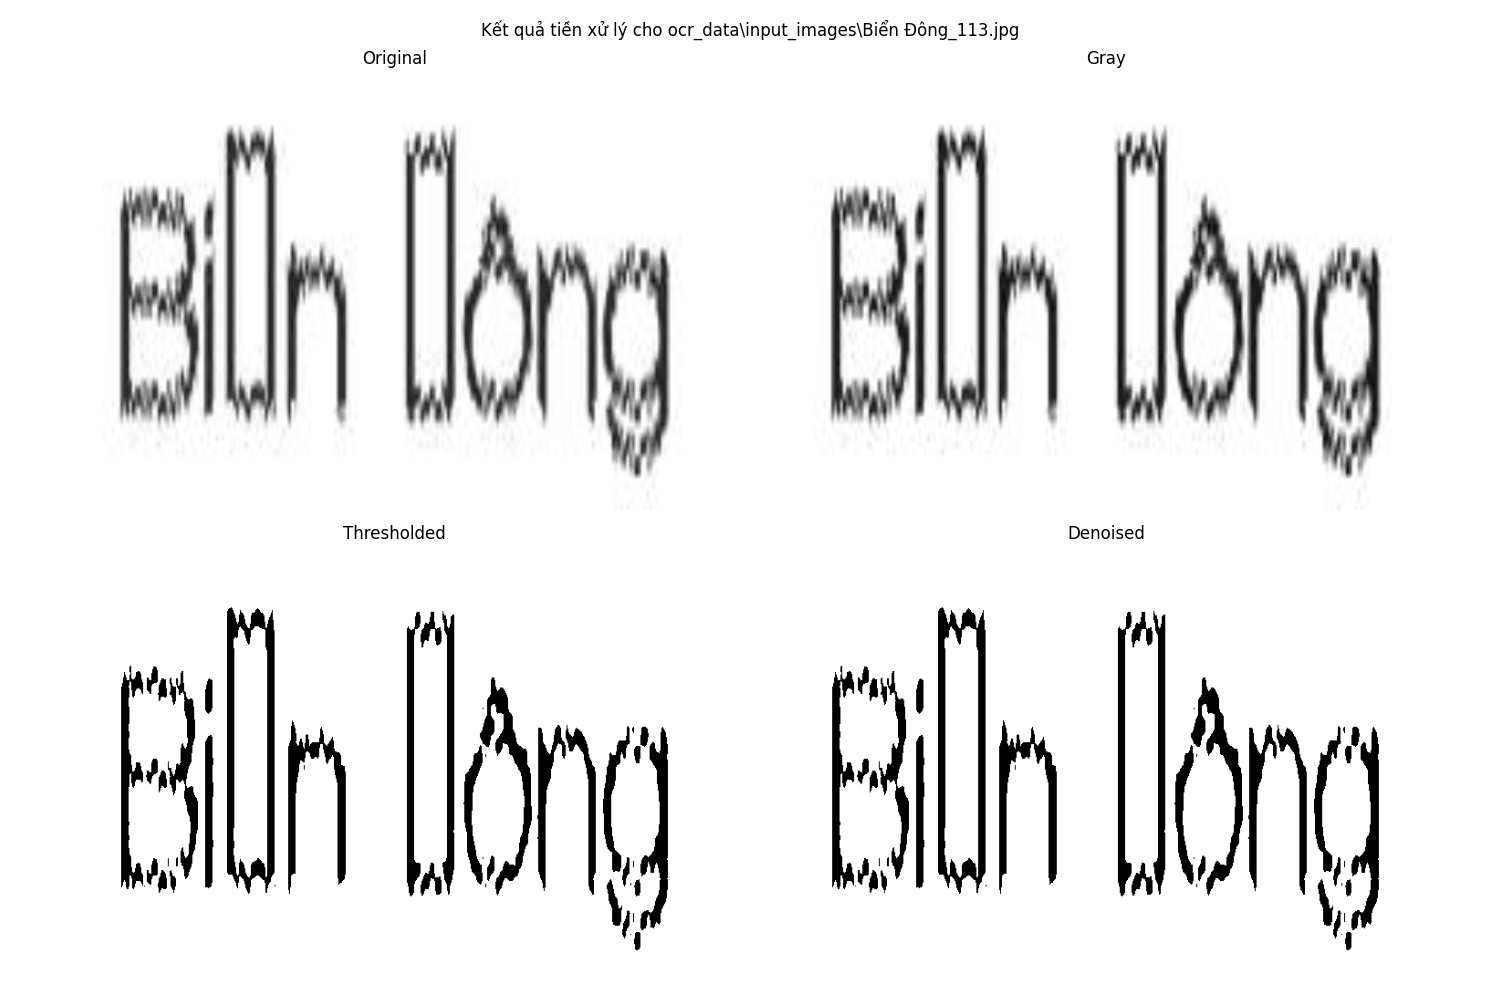 Kết quả tiền xử lý cho ocr_data\input_images\Biển Đông_113.jpg
Original
Gray
Bi□n □ông
Bi□n □ông
Thresholded
Denoised
Bi□n □ông
Bi□n □ông